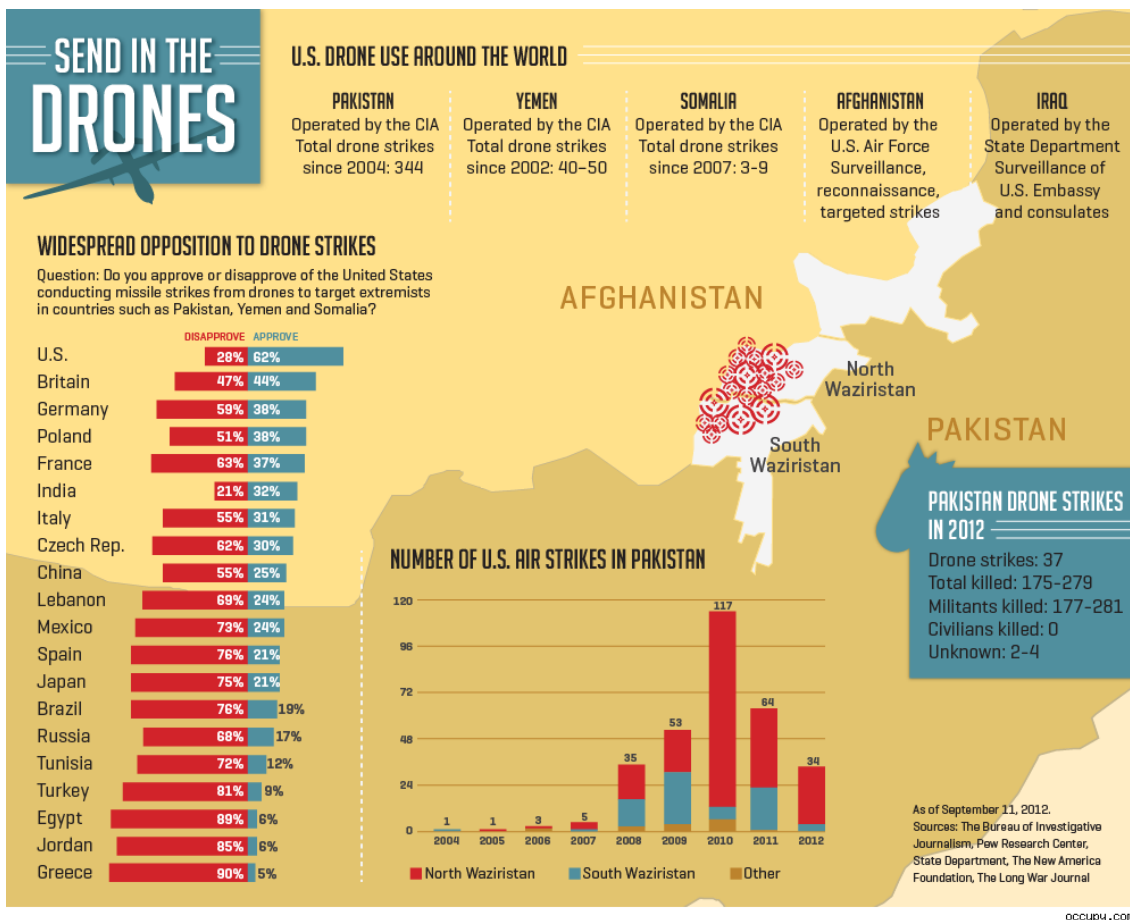 SEND IN THE
DRONES
U.S. DRONE USE AROUND THE WORLD
PAKISTAN
Operated by the CIA
Total drone strikes
since 2004: 344
YEMEN
Operated by the CIA
Total drone strikes
since 2002: 40–50
SOMALIA
Operated by the CIA
Total drone strikes
since 2007: 3-9
AFGHANISTAN
Operated by the
U.S. Air Force
Surveillance,
reconnaissance,
targeted strikes
IRAQ
Operated by the
State Department
Surveillance of
U.S. Embassy
and consulates
WIDESPREAD OPPOSITION TO DRONE STRIKES
Question: Do you approve or disapprove of the United States
conducting missile strikes from drones to target extremists
in countries such as Pakistan, Yemen and Somalia?
DISAPPROVE APPROVE
U.S. 28% 62%
Britain 47% 44%
Germany 59% 38%
Poland 51% 38%
France 63% 37%
India 21% 32%
Italy 55% 31%
Czech Rep. 62% 30%
China 55% 25%
Lebanon 69% 24%
Mexico 73% 24%
Spain 76% 21%
Japan 75% 21%
Brazil 76% 19%
Russia 68% 17%
Tunisia 72% 12%
Turkey 81% 9%
Egypt 89% 6%
Jordan 85% 6%
Greece 90% 5%
AFGHANISTAN
North
Waziristan
South
Waziristan
PAKISTAN
PAKISTAN DRONE STRIKES
IN 2012
Drone strikes: 37
Total killed: 175-279
Militants killed: 177-281
Civilians killed: 0
Unknown: 2-4
NUMBER OF U.S. AIR STRIKES IN PAKISTAN
120
96
72
48
24
0
1 1 3 5 35 53 117 64 34
2004 2005 2006 2007 2008 2009 2010 2011 2012
North Waziristan South Waziristan Other
As of September 11, 2012.
Sources: The Bureau of Investigative
Journalism, Pew Research Center,
State Department, The New America
Foundation, The Long War Journal
occupy.com